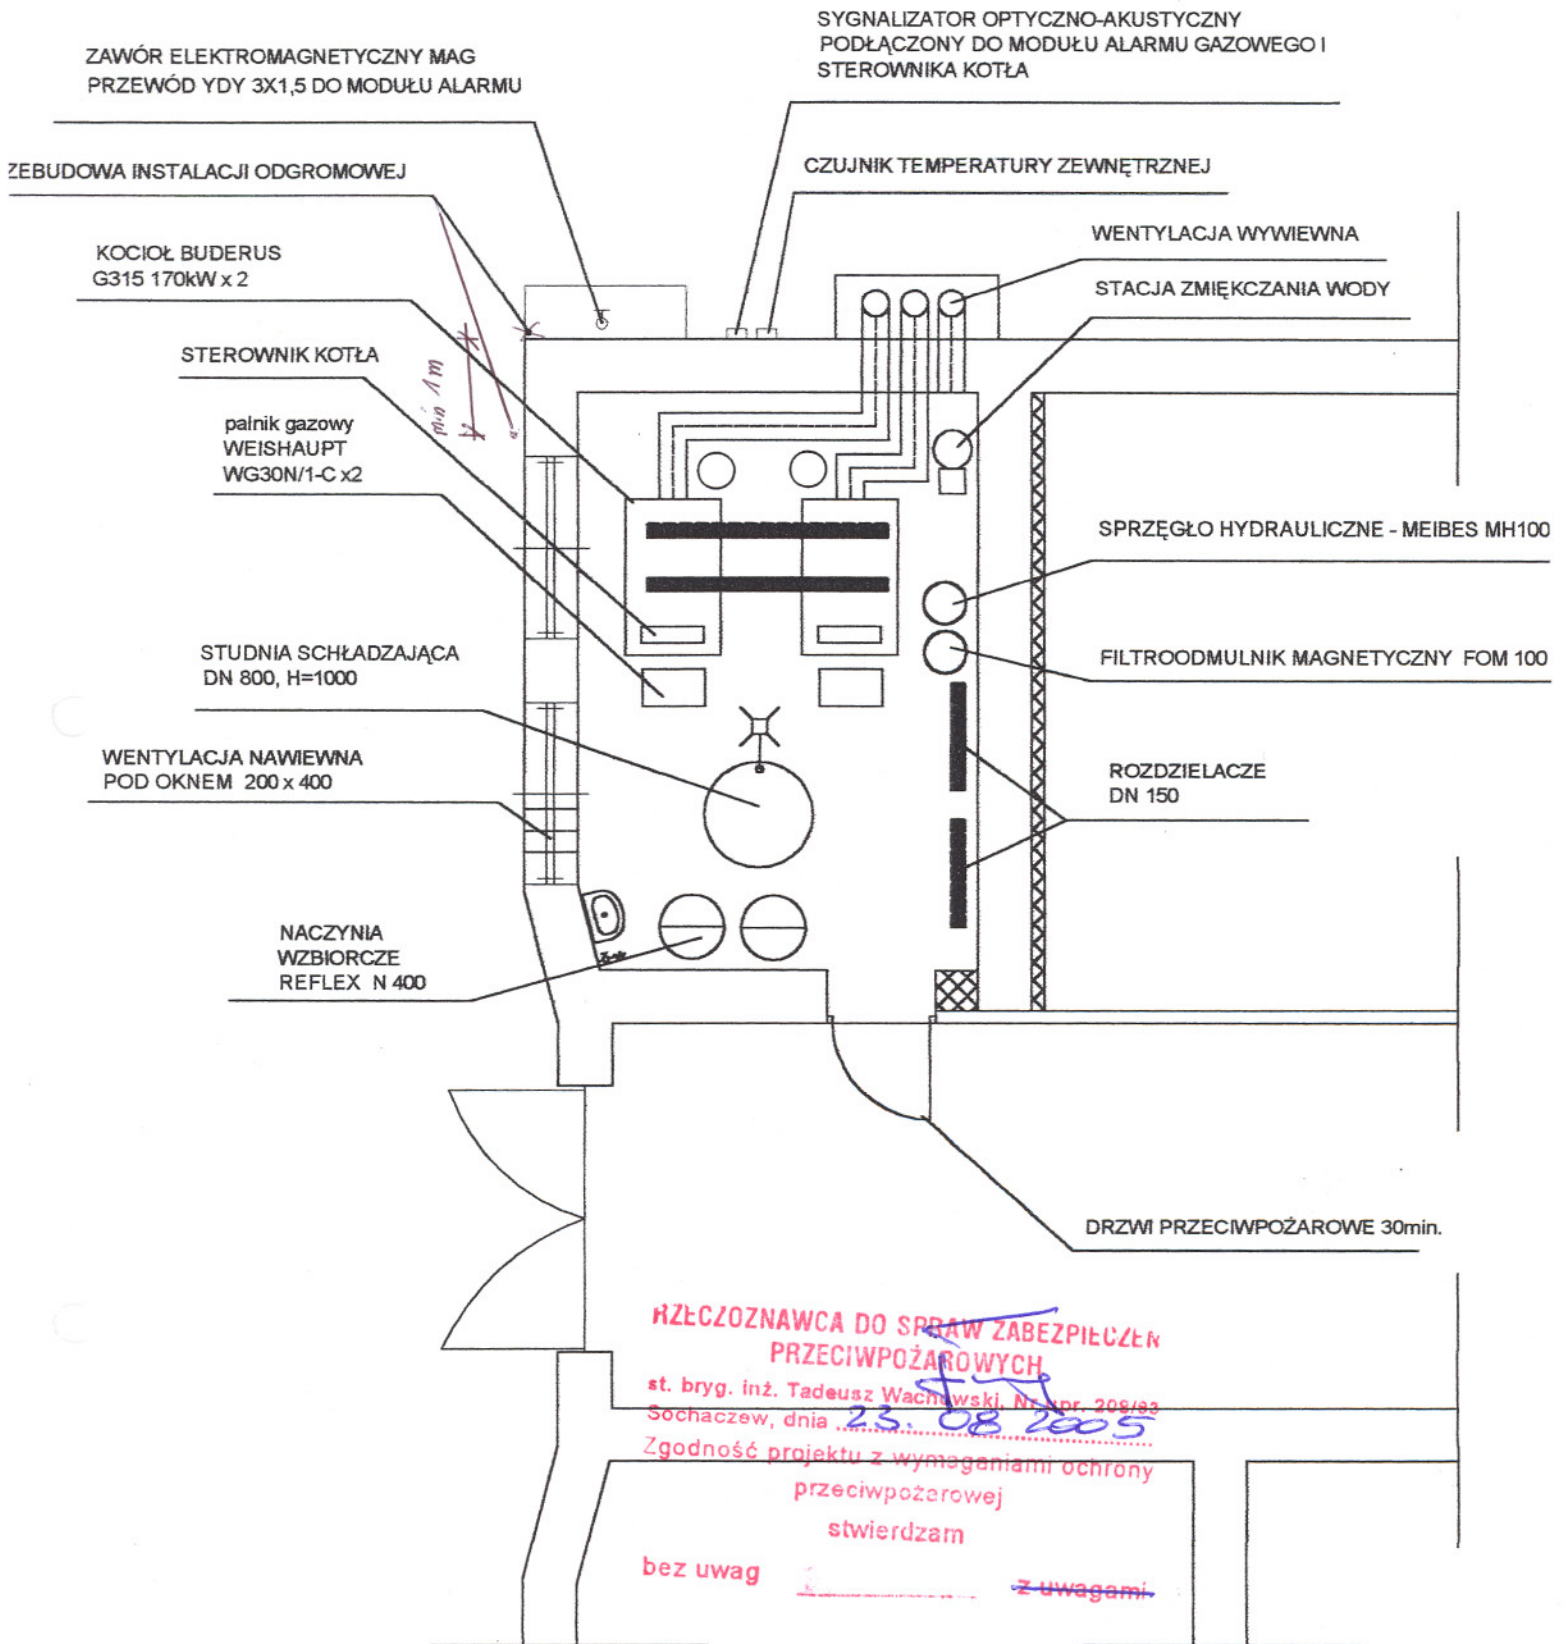 SYGNALIZATOR OPTYCZNO-AKUSTYCZNY
PODŁĄCZONY DO MODUŁU ALARMU GAZOWEGO I
STEROWNIKA KOTŁA
ZAWÓR ELEKTROMAGNETYCZNY MAG
PRZEWÓD YDY 3X1,5 DO MODUŁU ALARMU
ZEBUDOWA INSTALACJI ODGROMOWEJ
CZUJNIK TEMPERATURY ZEWNĘTRZNEJ
KOCIOŁ BUDERUS
G315 170kW x 2
WENTYLACJA WYWIEWNA
STACJA ZMIĘKCZANIA WODY
STEROWNIK KOTŁA
min 1m
palnik gazowy
WEISHAUPT
WG30N/1-C x2
SPRZĘGŁO HYDRAULICZNE - MEIBES MH100
STUDNIA SCHŁADZAJĄCA
DN 800, H=1000
FILTROODMULNIK MAGNETYCZNY FOM 100
WENTYLACJA NAWIEWNA
POD OKNEM 200 x 400
ROZDZIELACZE
DN 150
NACZYNIA
WZBIORCZE
REFLEX N 400
DRZWI PRZECIWPOŻAROWE 30min.
RZECZOZNAWCA DO SPRAW ZABEZPIECZEŃ
PRZECIWPOŻAROWYCH
st. bryg. inż. Tadeusz Wachowski, Nr upr. 208/93
Sochaczew, dnia 23. 08 2005
Zgodność projektu z wymaganiami ochrony
przeciwpożarowej
stwierdzam
bez uwag z uwagami